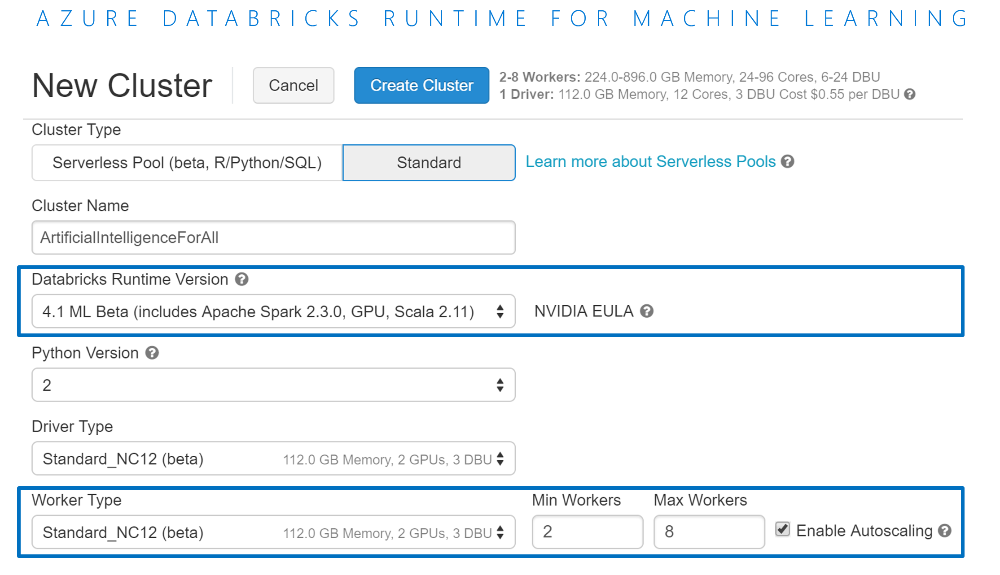 AZURE DATABRICKS RUNTIME FOR MACHINE LEARNING
New Cluster
Cancel
Create Cluster
2-8 Workers: 224.0-896.0 GB Memory, 24-96 Cores, 6-24 DBU
1 Driver: 112.0 GB Memory, 12 Cores, 3 DBU Cost $0.55 per DBU ?
Cluster Type
Serverless Pool (beta, R/Python/SQL)
Standard
Learn more about Serverless Pools ?
Cluster Name
ArtificialIntelligenceForAll
Databricks Runtime Version ?
4.1 ML Beta (includes Apache Spark 2.3.0, GPU, Scala 2.11)
NVIDIA EULA ?
Python Version ?
2
Driver Type
Standard_NC12 (beta) 112.0 GB Memory, 2 GPUs, 3 DBU
Worker Type
Min Workers
Max Workers
Standard_NC12 (beta) 112.0 GB Memory, 2 GPUs, 3 DBU
2
8
Enable Autoscaling ?